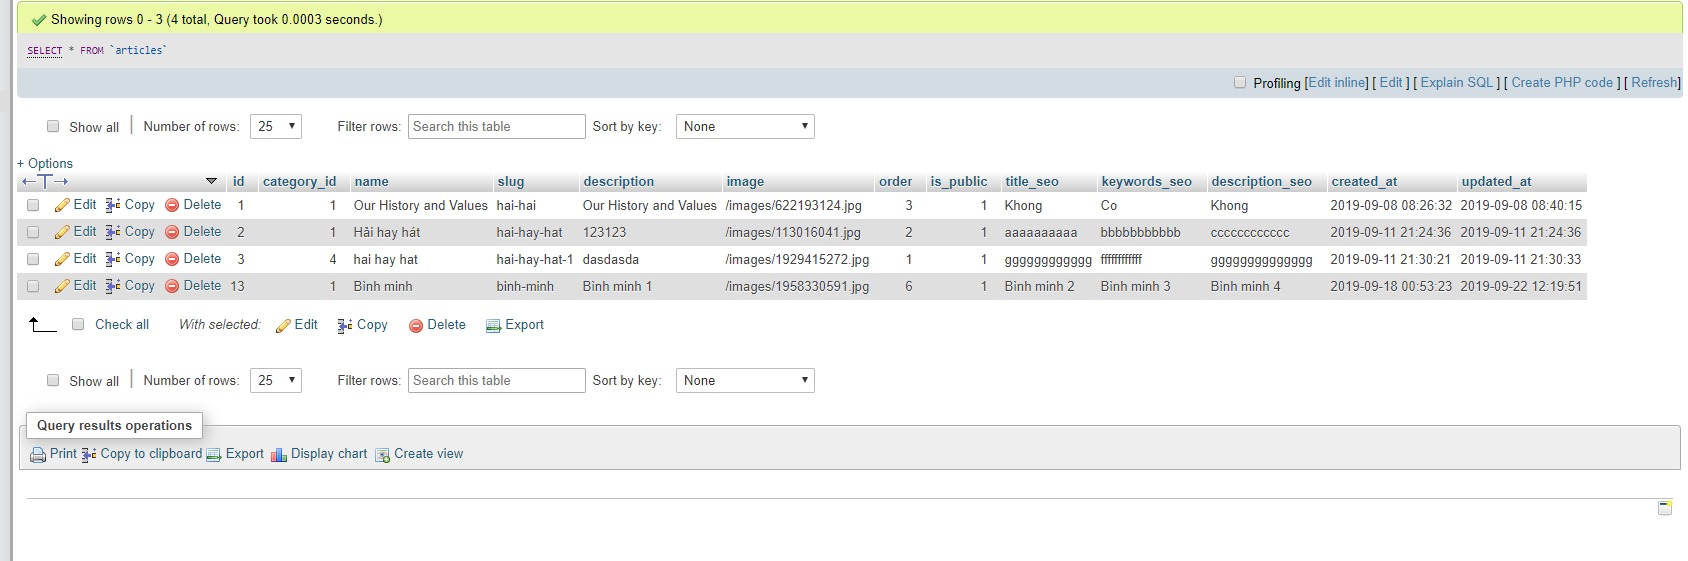 Showing rows 0 - 3 (4 total, Query took 0.0003 seconds.)
SELECT * FROM `articles`
Profiling [Edit inline] [ Edit ] [ Explain SQL ] [ Create PHP code ] [ Refresh]
Show all | Number of rows: 25 Filter rows: Search this table Sort by key: None
+ Options
←T→ id category_id name slug description image order is_public title_seo keywords_seo description_seo created_at updated_at
Edit Copy Delete 1 1 Our History and Values hai-hai Our History and Values /images/622193124.jpg 3 1 Khong Co Khong 2019-09-08 08:26:32 2019-09-08 08:40:15
Edit Copy Delete 2 1 Hải hay hát hai-hay-hat 123123 /images/113016041.jpg 2 1 aaaaaaaaaa bbbbbbbbbbb cccccccccccc 2019-09-11 21:24:36 2019-09-11 21:24:36
Edit Copy Delete 3 4 hai hay hat hai-hay-hat-1 dasdasda /images/1929415272.jpg 1 1 gggggggggggg ffffffffffff gggggggggggggg 2019-09-11 21:30:21 2019-09-11 21:30:33
Edit Copy Delete 13 1 Bình minh binh-minh Bình minh 1 /images/1958330591.jpg 6 1 Bình minh 2 Bình minh 3 Bình minh 4 2019-09-18 00:53:23 2019-09-22 12:19:51
Check all With selected: Edit Copy Delete Export
Show all | Number of rows: 25 Filter rows: Search this table Sort by key: None
Query results operations
Print Copy to clipboard Export Display chart Create view